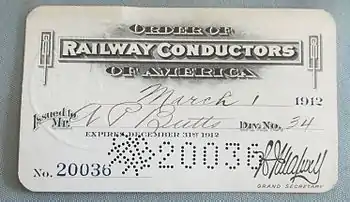 ORDER OF
RAILWAY CONDUCTORS
OF AMERICA
March 1 1912
Issued to Mr. A P Butts Div. No. 34
EXPIRES DECEMBER 31ST 1912
No. 20036 20036
GRAND SECRETARY